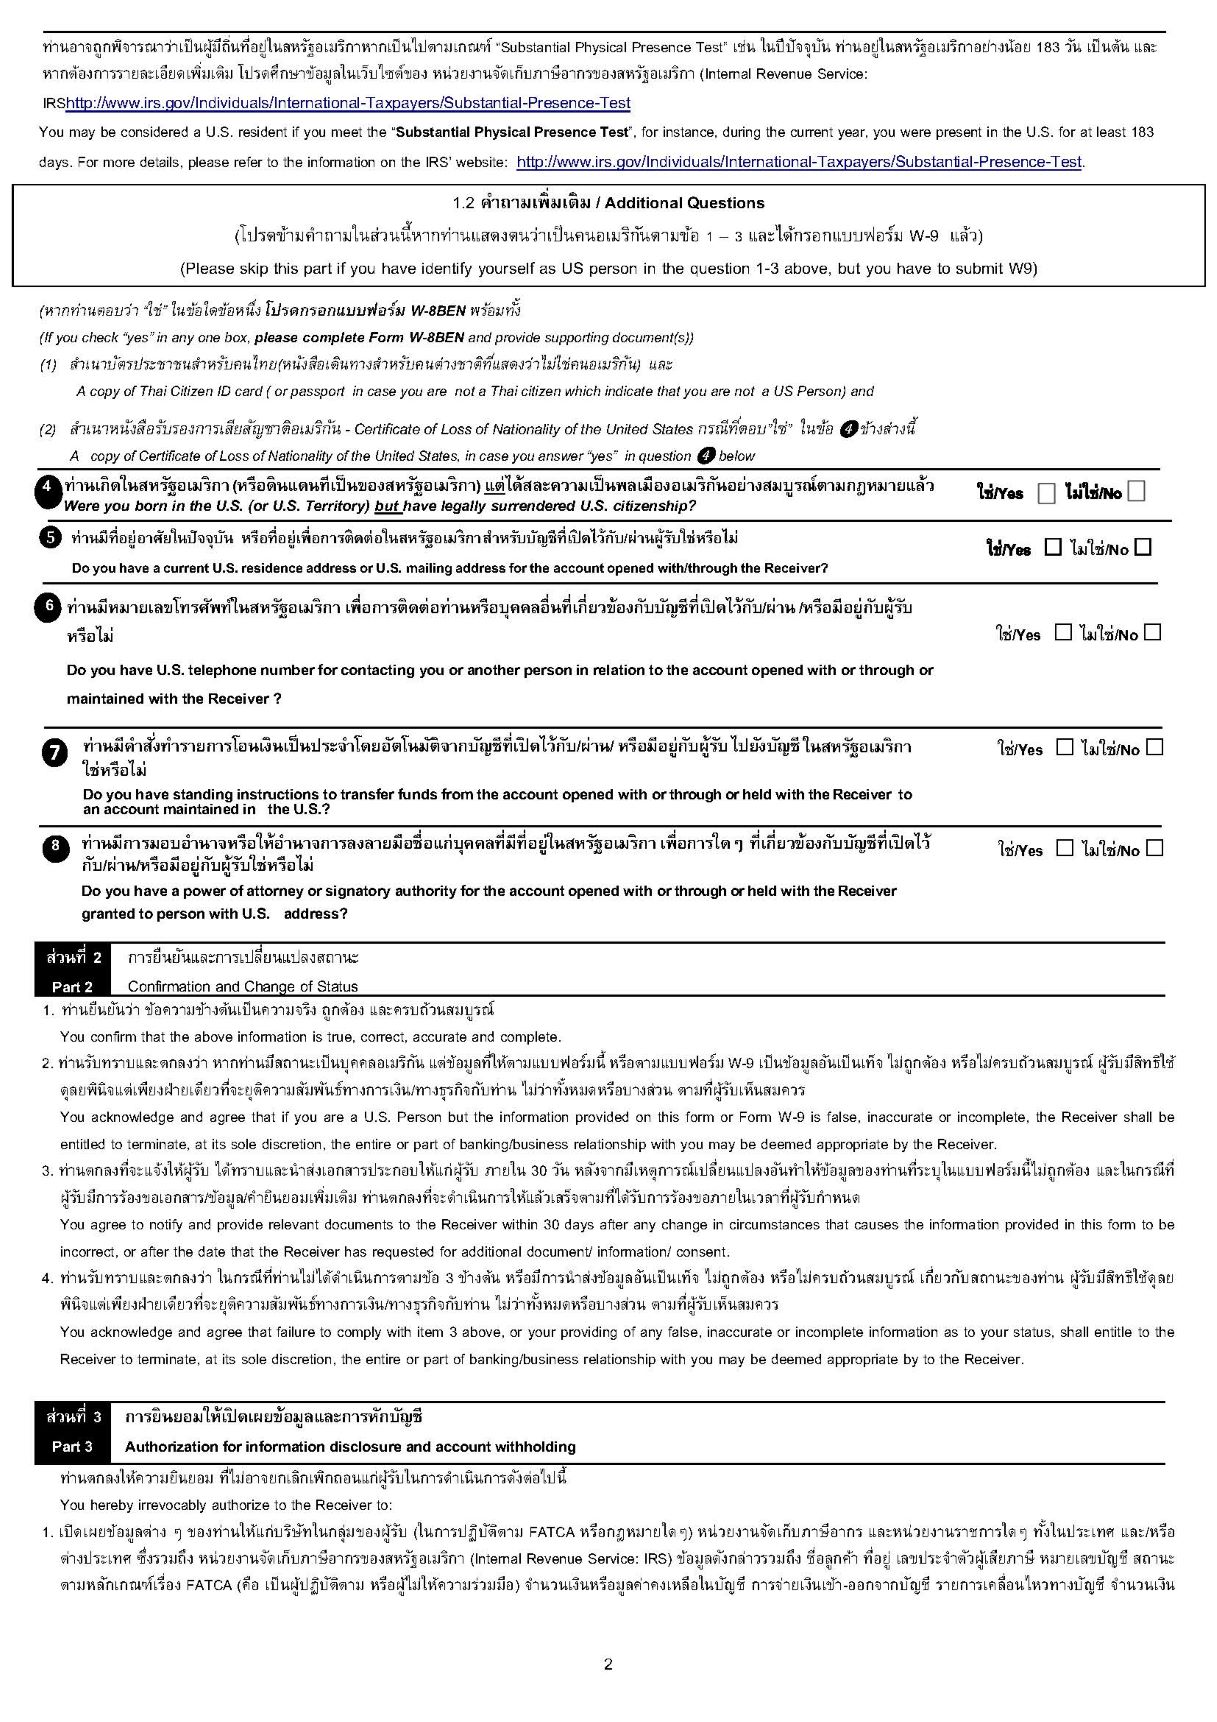 ท่านอาจถูกพิจารณาว่าเป็นผู้มีถิ่นที่อยู่ในสหรัฐอเมริกาหากเป็นไปตามเกณฑ์ “Substantial Physical Presence Test” เช่น ในปีปัจจุบัน ท่านอยู่ในสหรัฐอเมริกาอย่างน้อย 183 วัน เป็นต้น และ
หากต้องการรายละเอียดเพิ่มเติม โปรดศึกษาข้อมูลในเว็บไซต์ของ หน่วยงานจัดเก็บภาษีอากรของสหรัฐอเมริกา (Internal Revenue Service:
IRShttp://www.irs.gov/Individuals/International-Taxpayers/Substantial-Presence-Test
You may be considered a U.S. resident if you meet the “Substantial Physical Presence Test”, for instance, during the current year, you were present in the U.S. for at least 183
days. For more details, please refer to the information on the IRS’ website: http://www.irs.gov/Individuals/International-Taxpayers/Substantial-Presence-Test.
1.2 คำถามเพิ่มเติม / Additional Questions
(โปรดข้ามคำถามในส่วนนี้หากท่านแสดงตนว่าเป็นคนอเมริกันตามข้อ 1 – 3 และได้กรอกแบบฟอร์ม W-9 แล้ว)
(Please skip this part if you have identify yourself as US person in the question 1-3 above, but you have to submit W9)
(หากท่านตอบว่า “ใช่” ในข้อใดข้อหนึ่ง โปรดกรอกแบบฟอร์ม W-8BEN พร้อมทั้ง
(If you check “yes” in any one box, please complete Form W-8BEN and provide supporting document(s))
(1) สำเนาบัตรประชาชนสำหรับคนไทย(หนังสือเดินทางสำหรับคนต่างชาติที่แสดงว่าไม่ใช่คนอเมริกัน) และ
A copy of Thai Citizen ID card ( or passport in case you are not a Thai citizen which indicate that you are not a US Person) and
(2) สำเนาหนังสือรับรองการเสียสัญชาติอเมริกัน - Certificate of Loss of Nationality of the United States กรณีที่ตอบ”ใช่” ในข้อ 4 ข้างล่างนี้
A copy of Certificate of Loss of Nationality of the United States, in case you answer “yes” in question 4 below
4 ท่านเกิดในสหรัฐอเมริกา (หรือดินแดนที่เป็นของสหรัฐอเมริกา) แต่ได้สละความเป็นพลเมืองอเมริกันอย่างสมบูรณ์ตามกฎหมายแล้ว ใช่/Yes ☐ ไม่ใช่/No ☐
Were you born in the U.S. (or U.S. Territory) but have legally surrendered U.S. citizenship?
5 ท่านมีที่อยู่อาศัยในปัจจุบัน หรือที่อยู่เพื่อการติดต่อในสหรัฐอเมริกาสำหรับบัญชีที่เปิดไว้กับ/ผ่านผู้รับใช่หรือไม่ ใช่/Yes ☐ ไม่ใช่/No ☐
Do you have a current U.S. residence address or U.S. mailing address for the account opened with/through the Receiver?
6 ท่านมีหมายเลขโทรศัพท์ในสหรัฐอเมริกา เพื่อการติดต่อท่านหรือบุคคลอื่นที่เกี่ยวข้องกับบัญชีที่เปิดไว้กับ/ผ่าน /หรือมีอยู่กับผู้รับ
หรือไม่ ใช่/Yes ☐ ไม่ใช่/No ☐
Do you have U.S. telephone number for contacting you or another person in relation to the account opened with or through or
maintained with the Receiver ?
7 ท่านมีคำสั่งทำรายการโอนเงินเป็นประจำโดยอัตโนมัติจากบัญชีที่เปิดไว้กับ/ผ่าน/ หรือมีอยู่กับผู้รับ ไปยังบัญชี ในสหรัฐอเมริกา ใช่/Yes ☐ ไม่ใช่/No ☐
ใช่หรือไม่
Do you have standing instructions to transfer funds from the account opened with or through or held with the Receiver to
an account maintained in the U.S.?
8 ท่านมีการมอบอำนาจหรือให้อำนาจการลงลายมือชื่อแก่บุคคลที่มีที่อยู่ในสหรัฐอเมริกา เพื่อการใด ๆ ที่เกี่ยวข้องกับบัญชีที่เปิดไว้ ใช่/Yes ☐ ไม่ใช่/No ☐
กับ/ผ่าน/หรือมีอยู่กับผู้รับใช่หรือไม่
Do you have a power of attorney or signatory authority for the account opened with or through or held with the Receiver
granted to person with U.S. address?
ส่วนที่ 2 การยืนยันและการเปลี่ยนแปลงสถานะ
Part 2 Confirmation and Change of Status
1. ท่านยืนยันว่า ข้อความข้างต้นเป็นความจริง ถูกต้อง และครบถ้วนสมบูรณ์
You confirm that the above information is true, correct, accurate and complete.
2. ท่านรับทราบและตกลงว่า หากท่านมีสถานะเป็นบุคคลอเมริกัน แต่ข้อมูลที่ให้ตามแบบฟอร์มนี้ หรือตามแบบฟอร์ม W-9 เป็นข้อมูลอันเป็นเท็จ ไม่ถูกต้อง หรือไม่ครบถ้วนสมบูรณ์ ผู้รับมีสิทธิใช้
ดุลยพินิจแต่เพียงฝ่ายเดียวที่จะยุติความสัมพันธ์ทางการเงิน/ทางธุรกิจกับท่าน ไม่ว่าทั้งหมดหรือบางส่วน ตามที่ผู้รับเห็นสมควร
You acknowledge and agree that if you are a U.S. Person but the information provided on this form or Form W-9 is false, inaccurate or incomplete, the Receiver shall be
entitled to terminate, at its sole discretion, the entire or part of banking/business relationship with you may be deemed appropriate by the Receiver.
3. ท่านตกลงที่จะแจ้งให้ผู้รับ ได้ทราบและนำส่งเอกสารประกอบให้แก่ผู้รับ ภายใน 30 วัน หลังจากมีเหตุการณ์เปลี่ยนแปลงอันทำให้ข้อมูลของท่านที่ระบุในแบบฟอร์มนี้ไม่ถูกต้อง และในกรณีที่
ผู้รับมีการร้องขอเอกสาร/ข้อมูล/คำยินยอมเพิ่มเติม ท่านตกลงที่จะดำเนินการให้แล้วเสร็จตามที่ได้รับการร้องขอภายในเวลาที่ผู้รับกำหนด
You agree to notify and provide relevant documents to the Receiver within 30 days after any change in circumstances that causes the information provided in this form to be
incorrect, or after the date that the Receiver has requested for additional document/ information/ consent.
4. ท่านรับทราบและตกลงว่า ในกรณีที่ท่านไม่ได้ดำเนินการตามข้อ 3 ข้างต้น หรือมีการนำส่งข้อมูลอันเป็นเท็จ ไม่ถูกต้อง หรือไม่ครบถ้วนสมบูรณ์ เกี่ยวกับสถานะของท่าน ผู้รับมีสิทธิใช้ดุลย
พินิจแต่เพียงฝ่ายเดียวที่จะยุติความสัมพันธ์ทางการเงิน/ทางธุรกิจกับท่าน ไม่ว่าทั้งหมดหรือบางส่วน ตามที่ผู้รับเห็นสมควร
You acknowledge and agree that failure to comply with item 3 above, or your providing of any false, inaccurate or incomplete information as to your status, shall entitle to the
Receiver to terminate, at its sole discretion, the entire or part of banking/business relationship with you may be deemed appropriate by to the Receiver.
ส่วนที่ 3 การยินยอมให้เปิดเผยข้อมูลและการหักบัญชี
Part 3 Authorization for information disclosure and account withholding
ท่านตกลงให้ความยินยอม ที่ไม่อาจยกเลิกเพิกถอนแก่ผู้รับในการดำเนินการดังต่อไปนี้
You hereby irrevocably authorize to the Receiver to:
1. เปิดเผยข้อมูลต่าง ๆ ของท่านให้แก่บริษัทในกลุ่มของผู้รับ (ในการปฏิบัติตาม FATCA หรือกฎหมายใด ๆ) หน่วยงานจัดเก็บภาษีอากร และหน่วยงานราชการใด ๆ ทั้งในประเทศ และ/หรือ
ต่างประเทศ ซึ่งรวมถึง หน่วยงานจัดเก็บภาษีอากรของสหรัฐอเมริกา (Internal Revenue Service: IRS) ข้อมูลดังกล่าวรวมถึง ชื่อลูกค้า ที่อยู่ เลขประจำตัวผู้เสียภาษี หมายเลขบัญชี สถานะ
ตามหลักเกณฑ์เรื่อง FATCA (คือ เป็นผู้ปฏิบัติตาม หรือผู้ไม่ให้ความร่วมมือ) จำนวนเงินหรือมูลค่าคงเหลือในบัญชี การจ่ายเงินเข้า-ออกจากบัญชี รายการเคลื่อนไหวทางบัญชี จำนวนเงิน
2